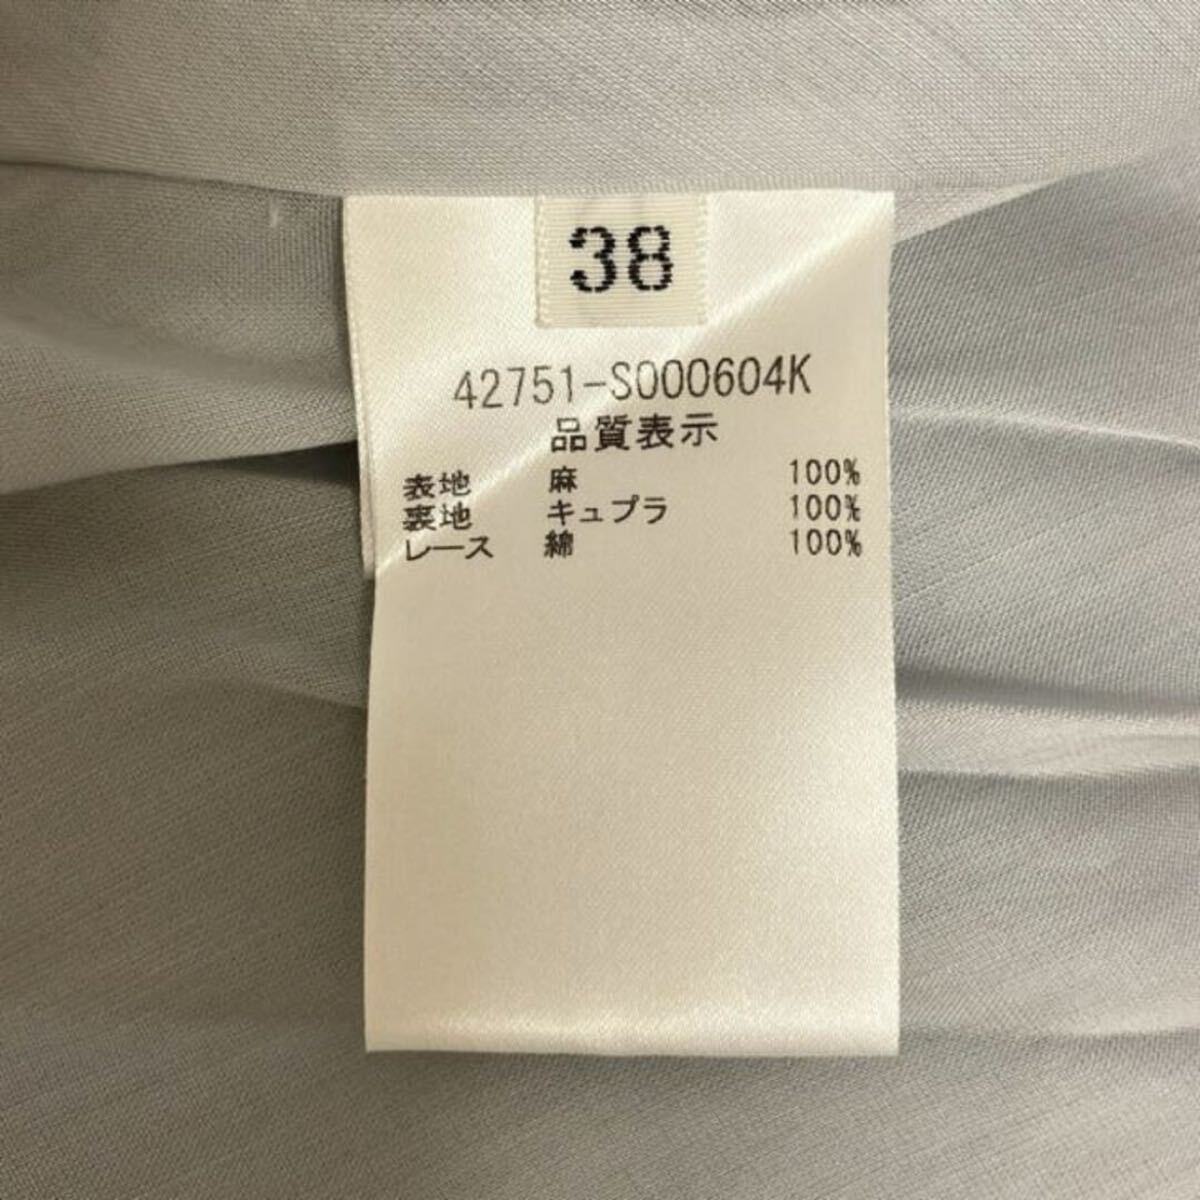 38
42751-S000604K
品質表示
表地 麻 100%
裏地 キュプラ 100%
レース 綿 100%